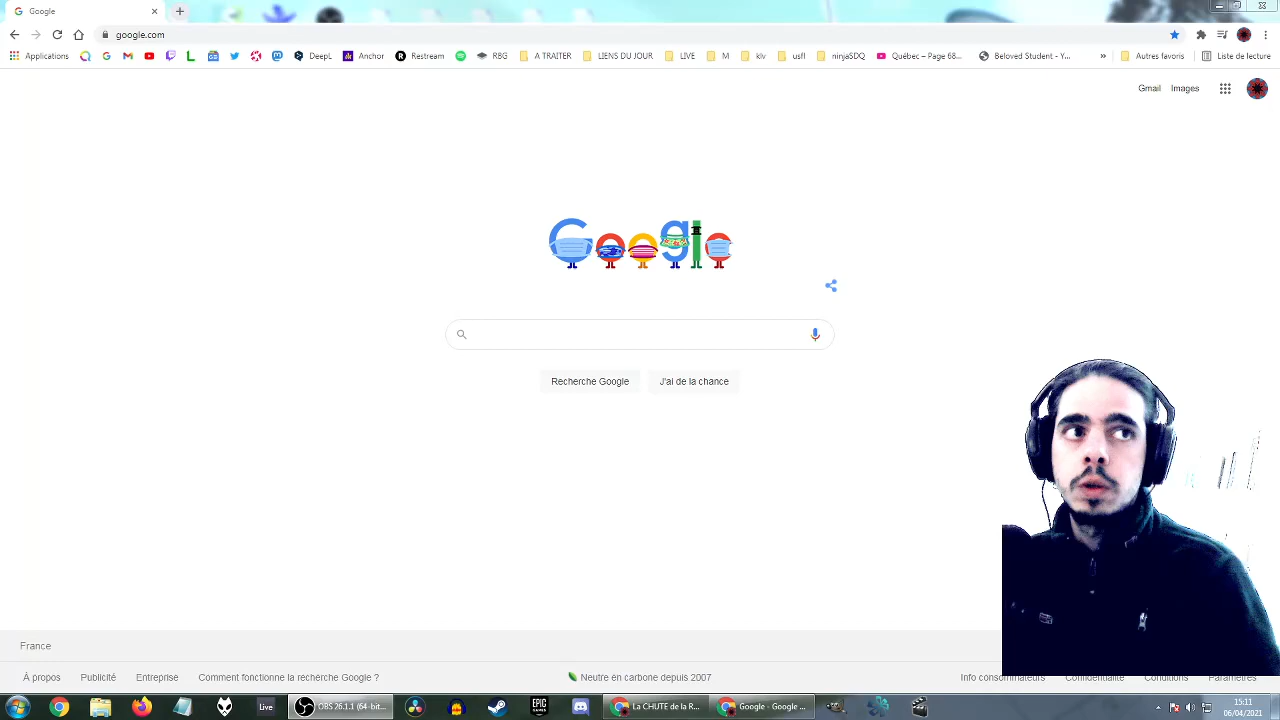 Google
google.com
Applications DeepL Anchor Restream RBG A TRAITER LIENS DU JOUR LIVE M klv usfl ninjaSDQ Québec – Page 68... Beloved Student - Y... » Autres favoris Liste de lecture
Gmail Images
Google
Recherche Google J'ai de la chance
France
À propos Publicité Entreprise Comment fonctionne la recherche Google ? Neutre en carbone depuis 2007 Info consommateurs Confidentialité Conditions Paramètres
Live OBS 26.1.1 (64-bit... EPIC GAMES La CHUTE de la R... Google - Google ... 15:11
06/04/2021